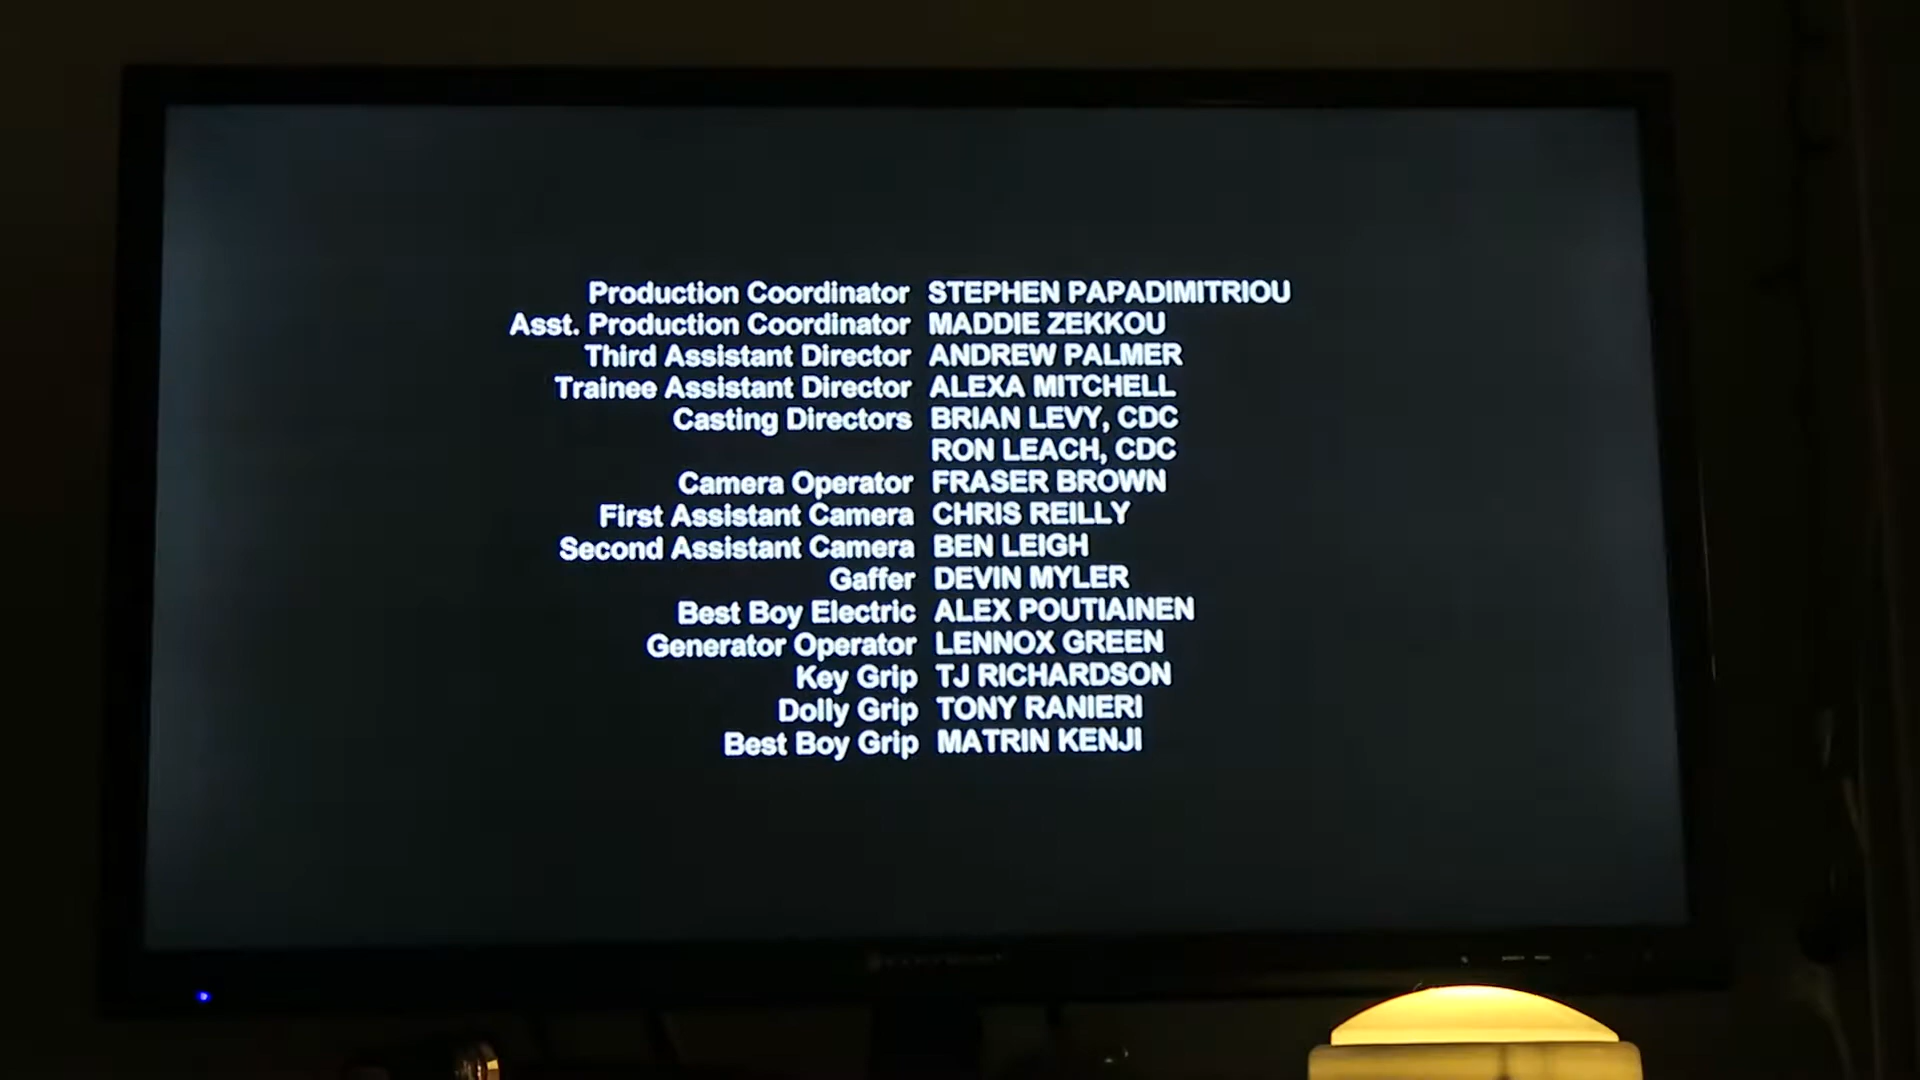 Production Coordinator STEPHEN PAPADIMITRIOU
Asst. Production Coordinator MADDIE ZEKKOU
Third Assistant Director ANDREW PALMER
Trainee Assistant Director ALEXA MITCHELL
Casting Directors BRIAN LEVY, CDC
RON LEACH, CDC
Camera Operator FRASER BROWN
First Assistant Camera CHRIS REILLY
Second Assistant Camera BEN LEIGH
Gaffer DEVIN MYLER
Best Boy Electric ALEX POUTIAINEN
Generator Operator LENNOX GREEN
Key Grip TJ RICHARDSON
Dolly Grip TONY RANIERI
Best Boy Grip MATRIN KENJI